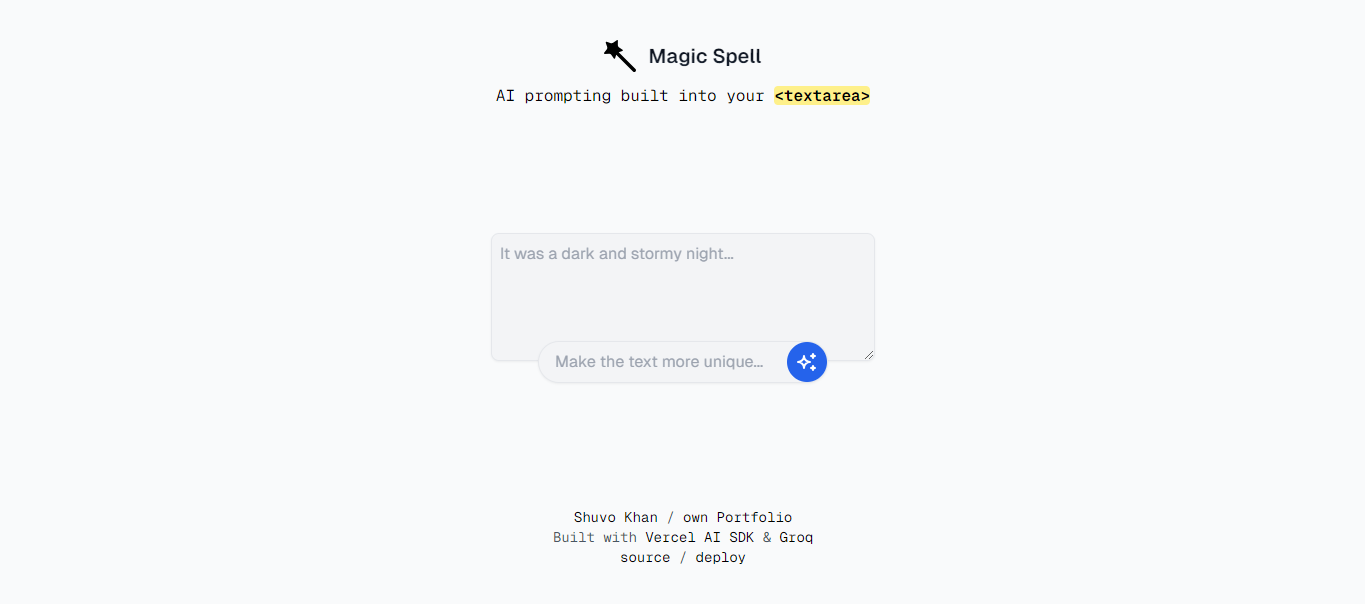 Magic Spell
AI prompting built into your <textarea>
It was a dark and stormy night...
Make the text more unique...
Shuvo Khan / own Portfolio
Built with Vercel AI SDK & Groq
source / deploy